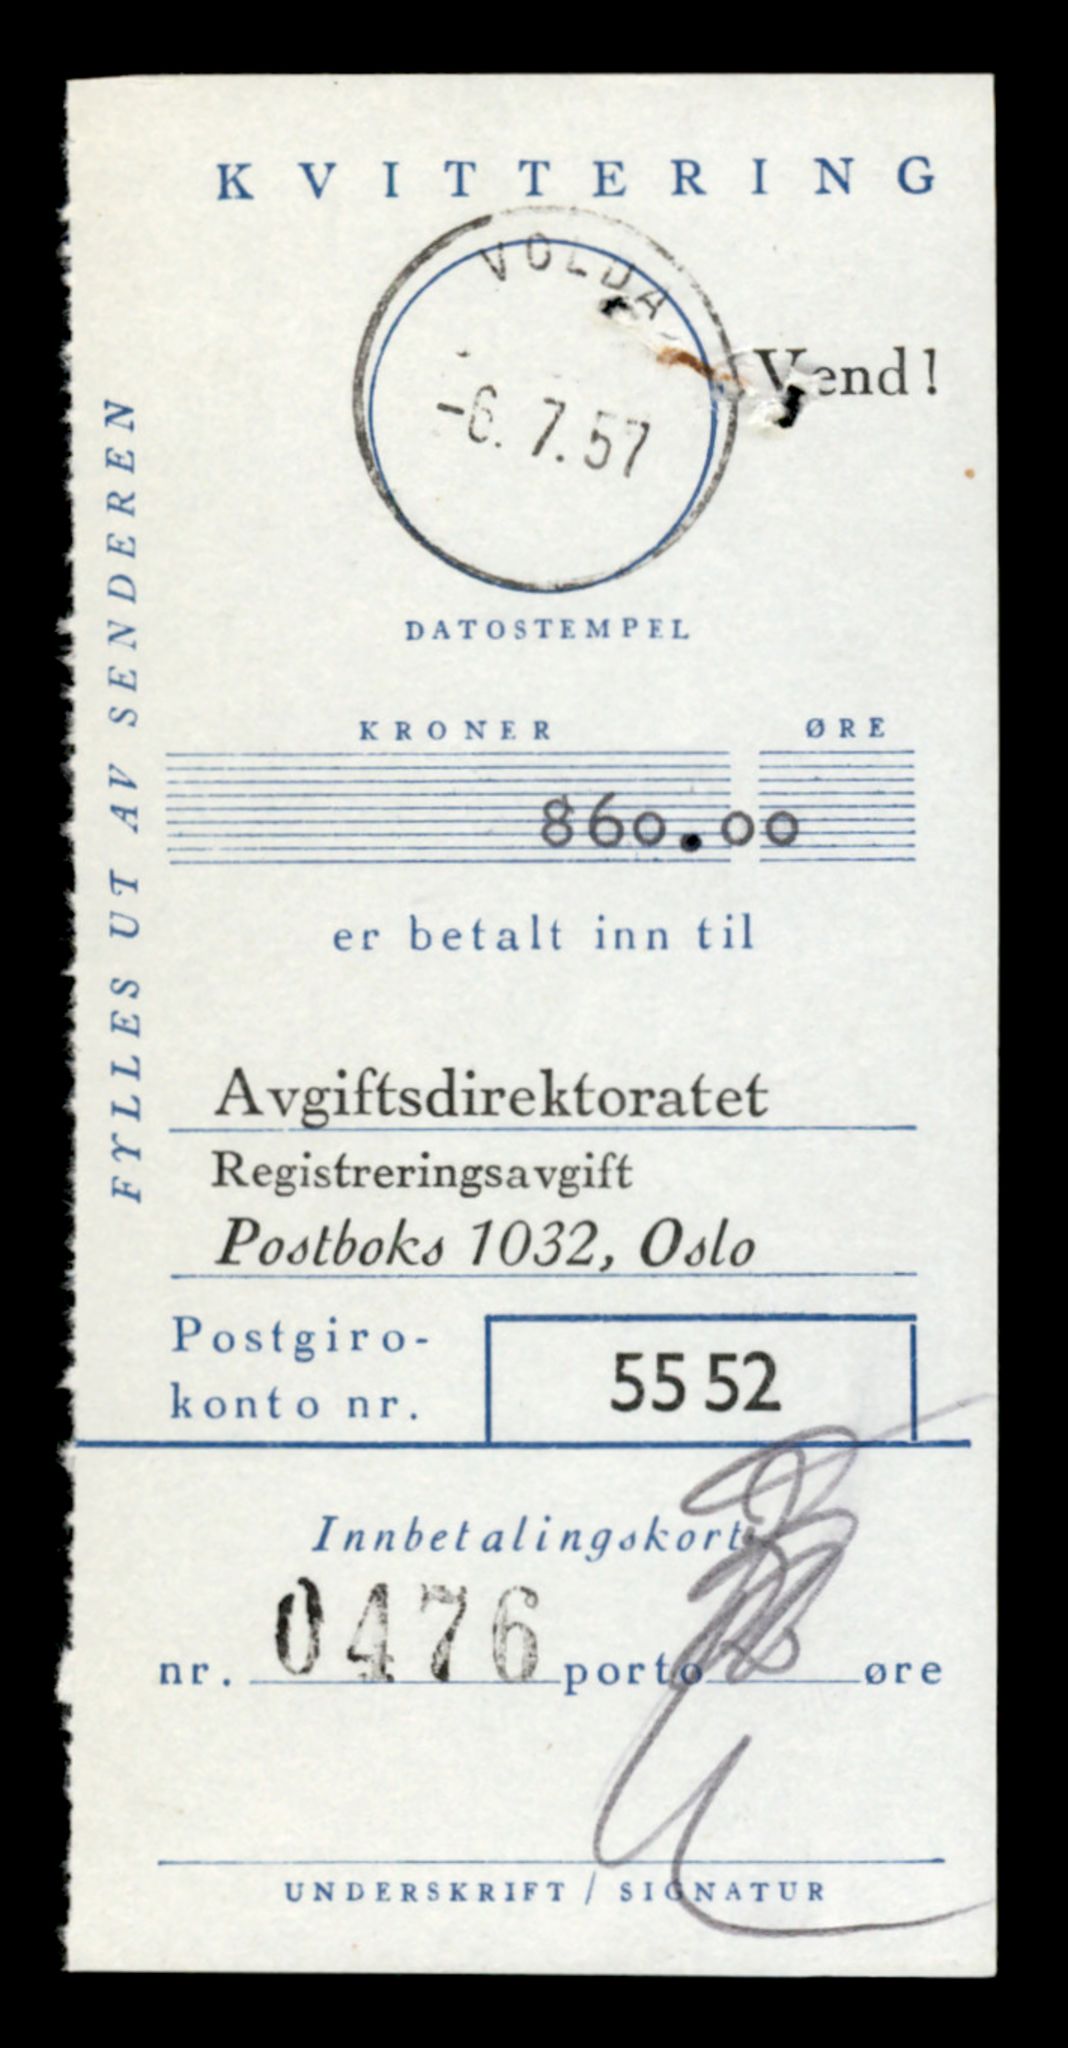 KVITTERING
VOLDA
-6. 7. 57
Vend!
DATOSTEMPEL
FYLLES UT AV SENDEREN
KRONER ØRE
860.00
er betalt inn til
Avgiftsdirektoratet
Registreringsavgift
Postboks 1032, Oslo
Postgiro-
konto nr. 55 52
Innbetalingskort
nr. 0476 porto øre
UNDERSKRIFT / SIGNATUR